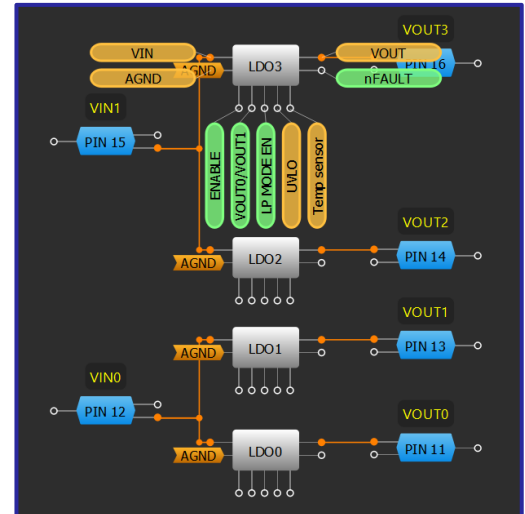 VOUT3
VIN
LDO3
VOUT
PIN 16
AGND
AGND
nFAULT
VIN1
PIN 15
ENABLE
VOUT0/VOUT1
LP MODE EN
UVLO
Temp sensor
VOUT2
LDO2
PIN 14
AGND
VOUT1
LDO1
PIN 13
AGND
VIN0
PIN 12
VOUT0
LDO0
PIN 11
AGND